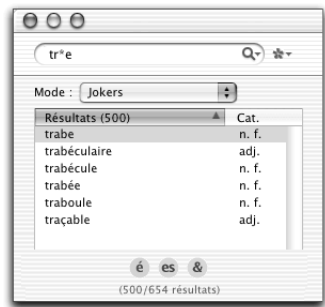 tr*e
Mode : Jokers
Résultats (500) Cat.
trabe n. f.
trabéculaire adj.
trabécule n. f.
trabée n. f.
traboule n. f.
traçable adj.
é es &
(500/654 résultats)